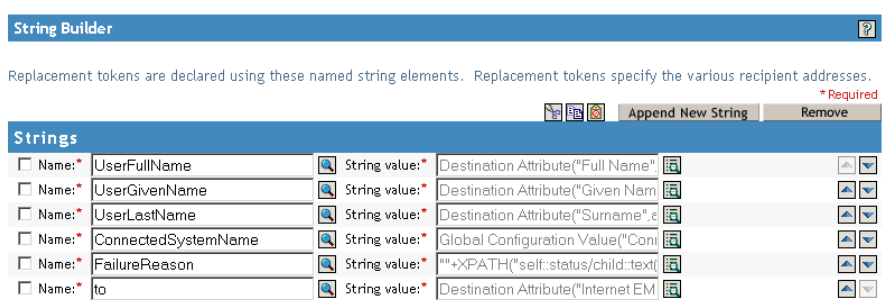 String Builder
Replacement tokens are declared using these named string elements. Replacement tokens specify the various recipient addresses.
*Required
Append New String Remove
Strings
Name:* UserFullName String value:* Destination Attribute("Full Name",
Name:* UserGivenName String value:* Destination Attribute("Given Nam
Name:* UserLastName String value:* Destination Attribute("Surname",
Name:* ConnectedSystemName String value:* Global Configuration Value("Conn
Name:* FailureReason String value:* ""+XPATH("self::status/child::text(
Name:* to String value:* Destination Attribute("Internet EM